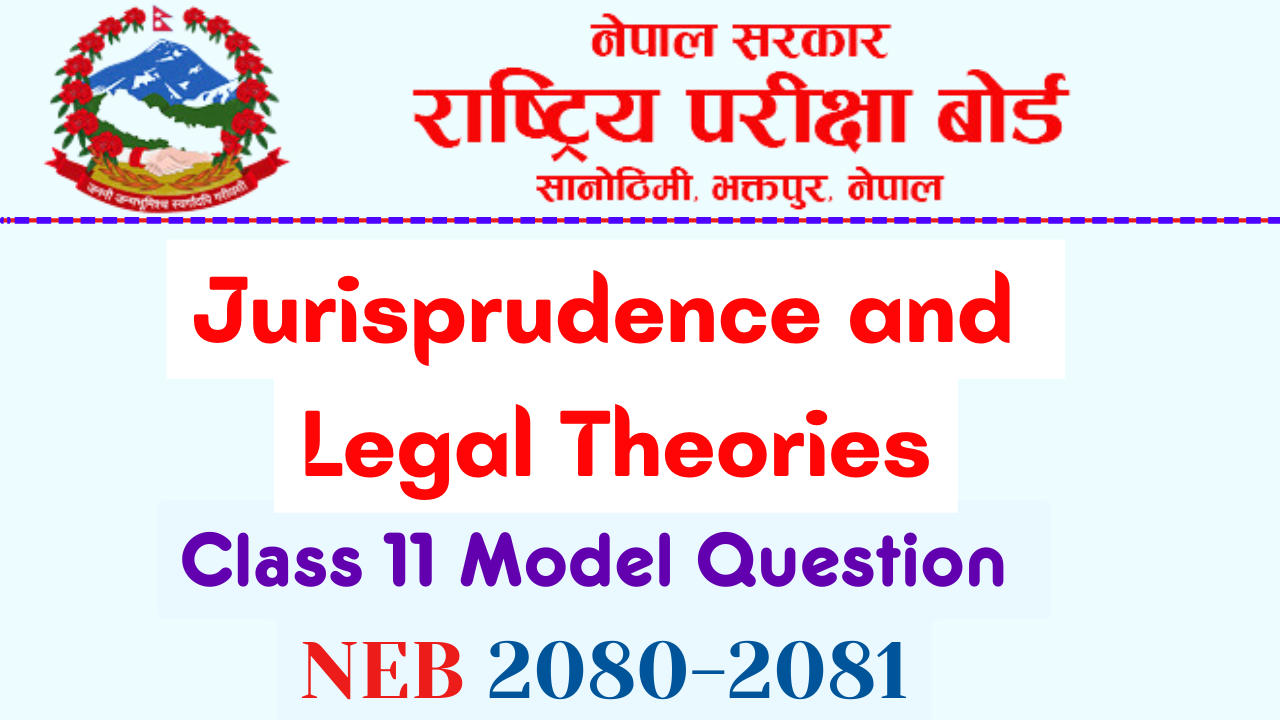 नेपाल सरकार
राष्ट्रिय परीक्षा बोर्ड
सानोठिमी, भक्तपुर, नेपाल
जननी जन्मभूमिश्च स्वर्गादपि गरीयसी
Jurisprudence and
Legal Theories
Class 11 Model Question
NEB 2080-2081